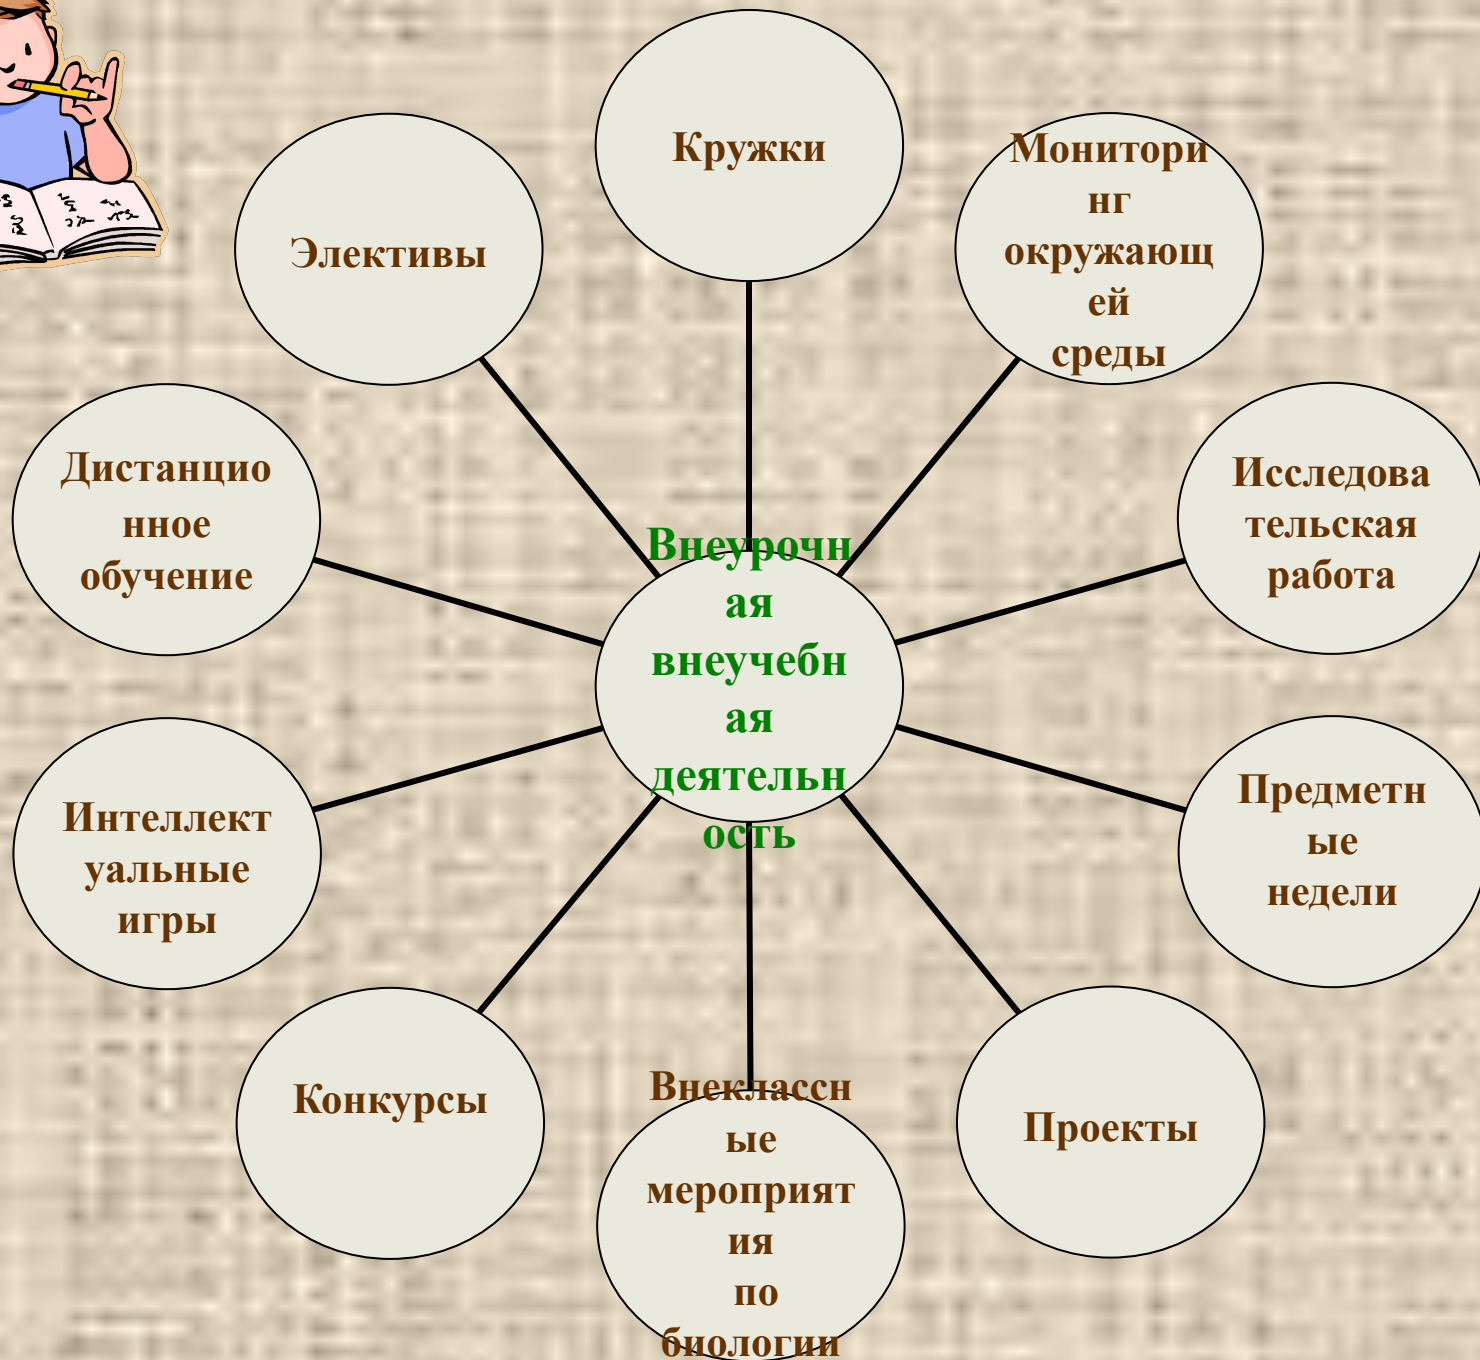 Кружки
Монитори
нг
окружающ
ей
среды
Элективы
Дистанцио
нное
обучение
Исследова
тельская
работа
Внеурочн
ая
внеучебн
ая
деятельн
ость
Интеллект
уальные
игры
Предметн
ые
недели
Конкурсы
Внеклассн
ые
мероприят
ия
по
биологии
Проекты